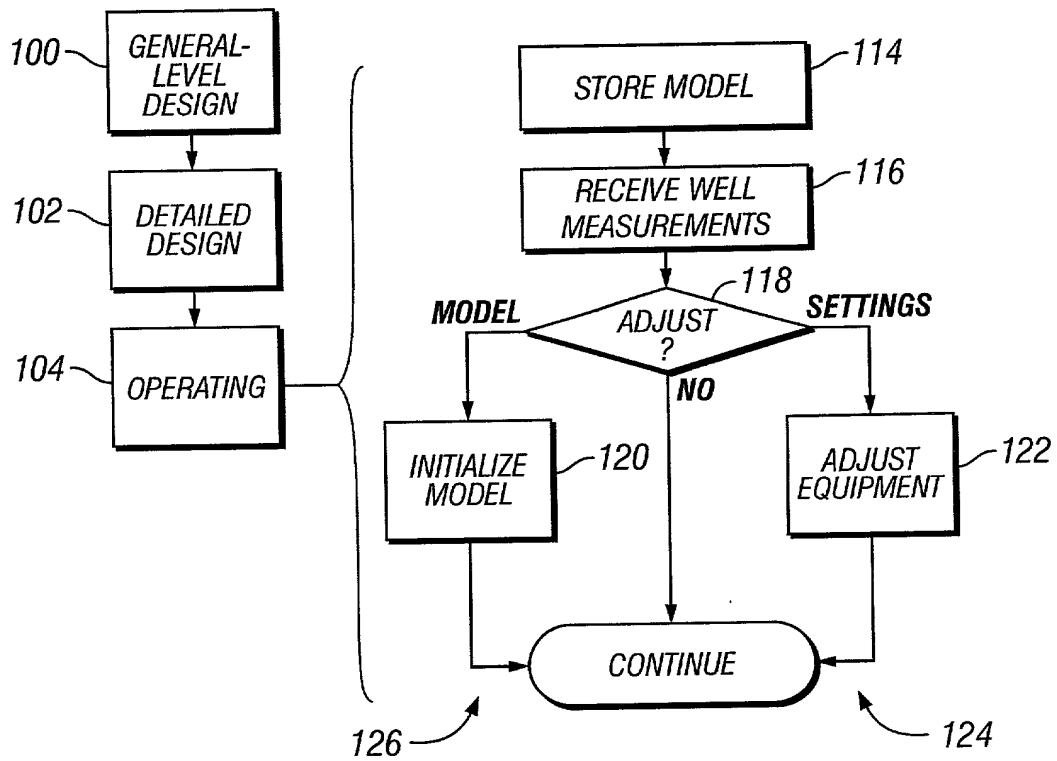 100
GENERAL-
LEVEL
DESIGN
102
DETAILED
DESIGN
104
OPERATING
STORE MODEL
114
RECEIVE WELL
MEASUREMENTS
116
118
MODEL
ADJUST
?
SETTINGS
NO
INITIALIZE
MODEL
120
ADJUST
EQUIPMENT
122
CONTINUE
126
124